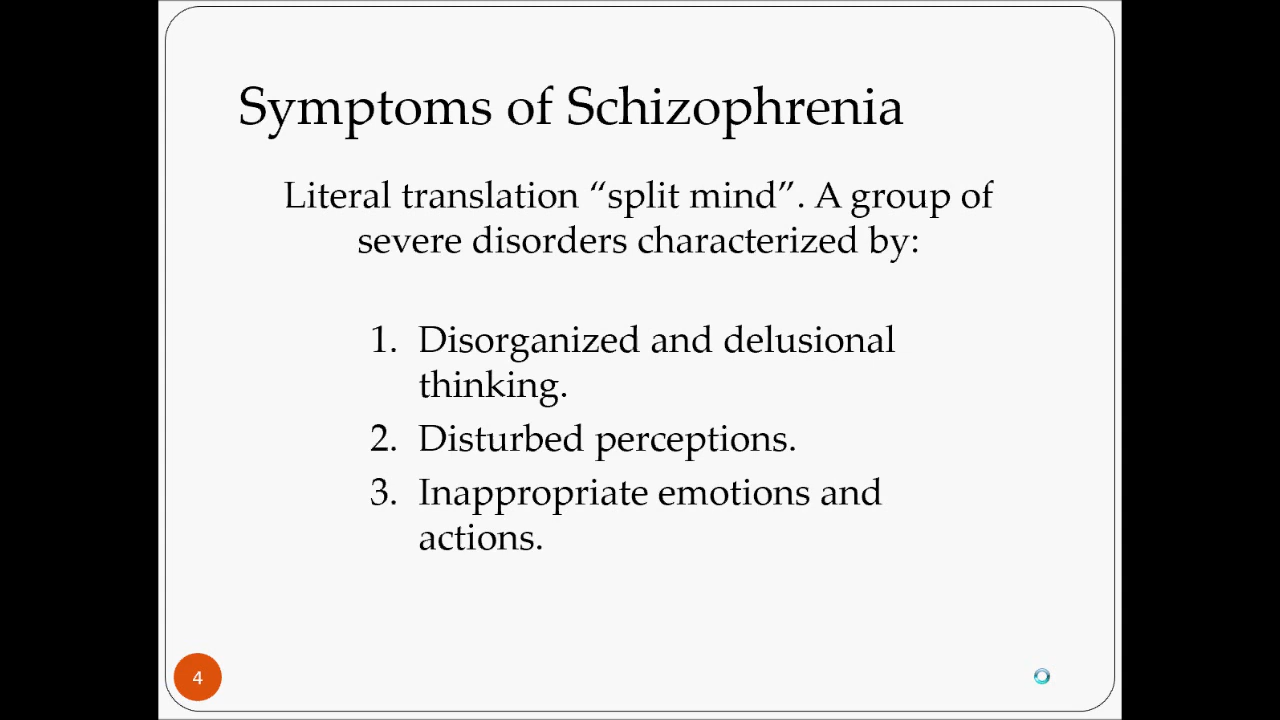 Symptoms of Schizophrenia
Literal translation “split mind”. A group of
severe disorders characterized by:
1. Disorganized and delusional
thinking.
2. Disturbed perceptions.
3. Inappropriate emotions and
actions.
4